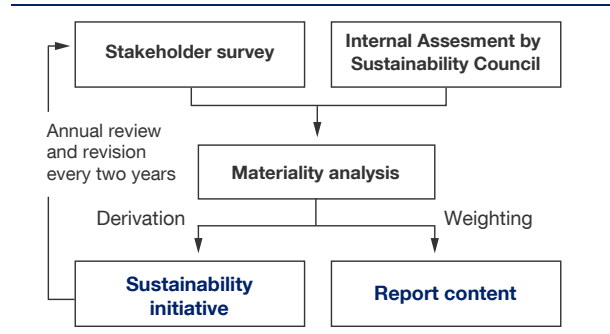 Stakeholder survey
Internal Assesment by
Sustainability Council
Annual review
and revision
every two years
Materiality analysis
Derivation
Weighting
Sustainability
initiative
Report content